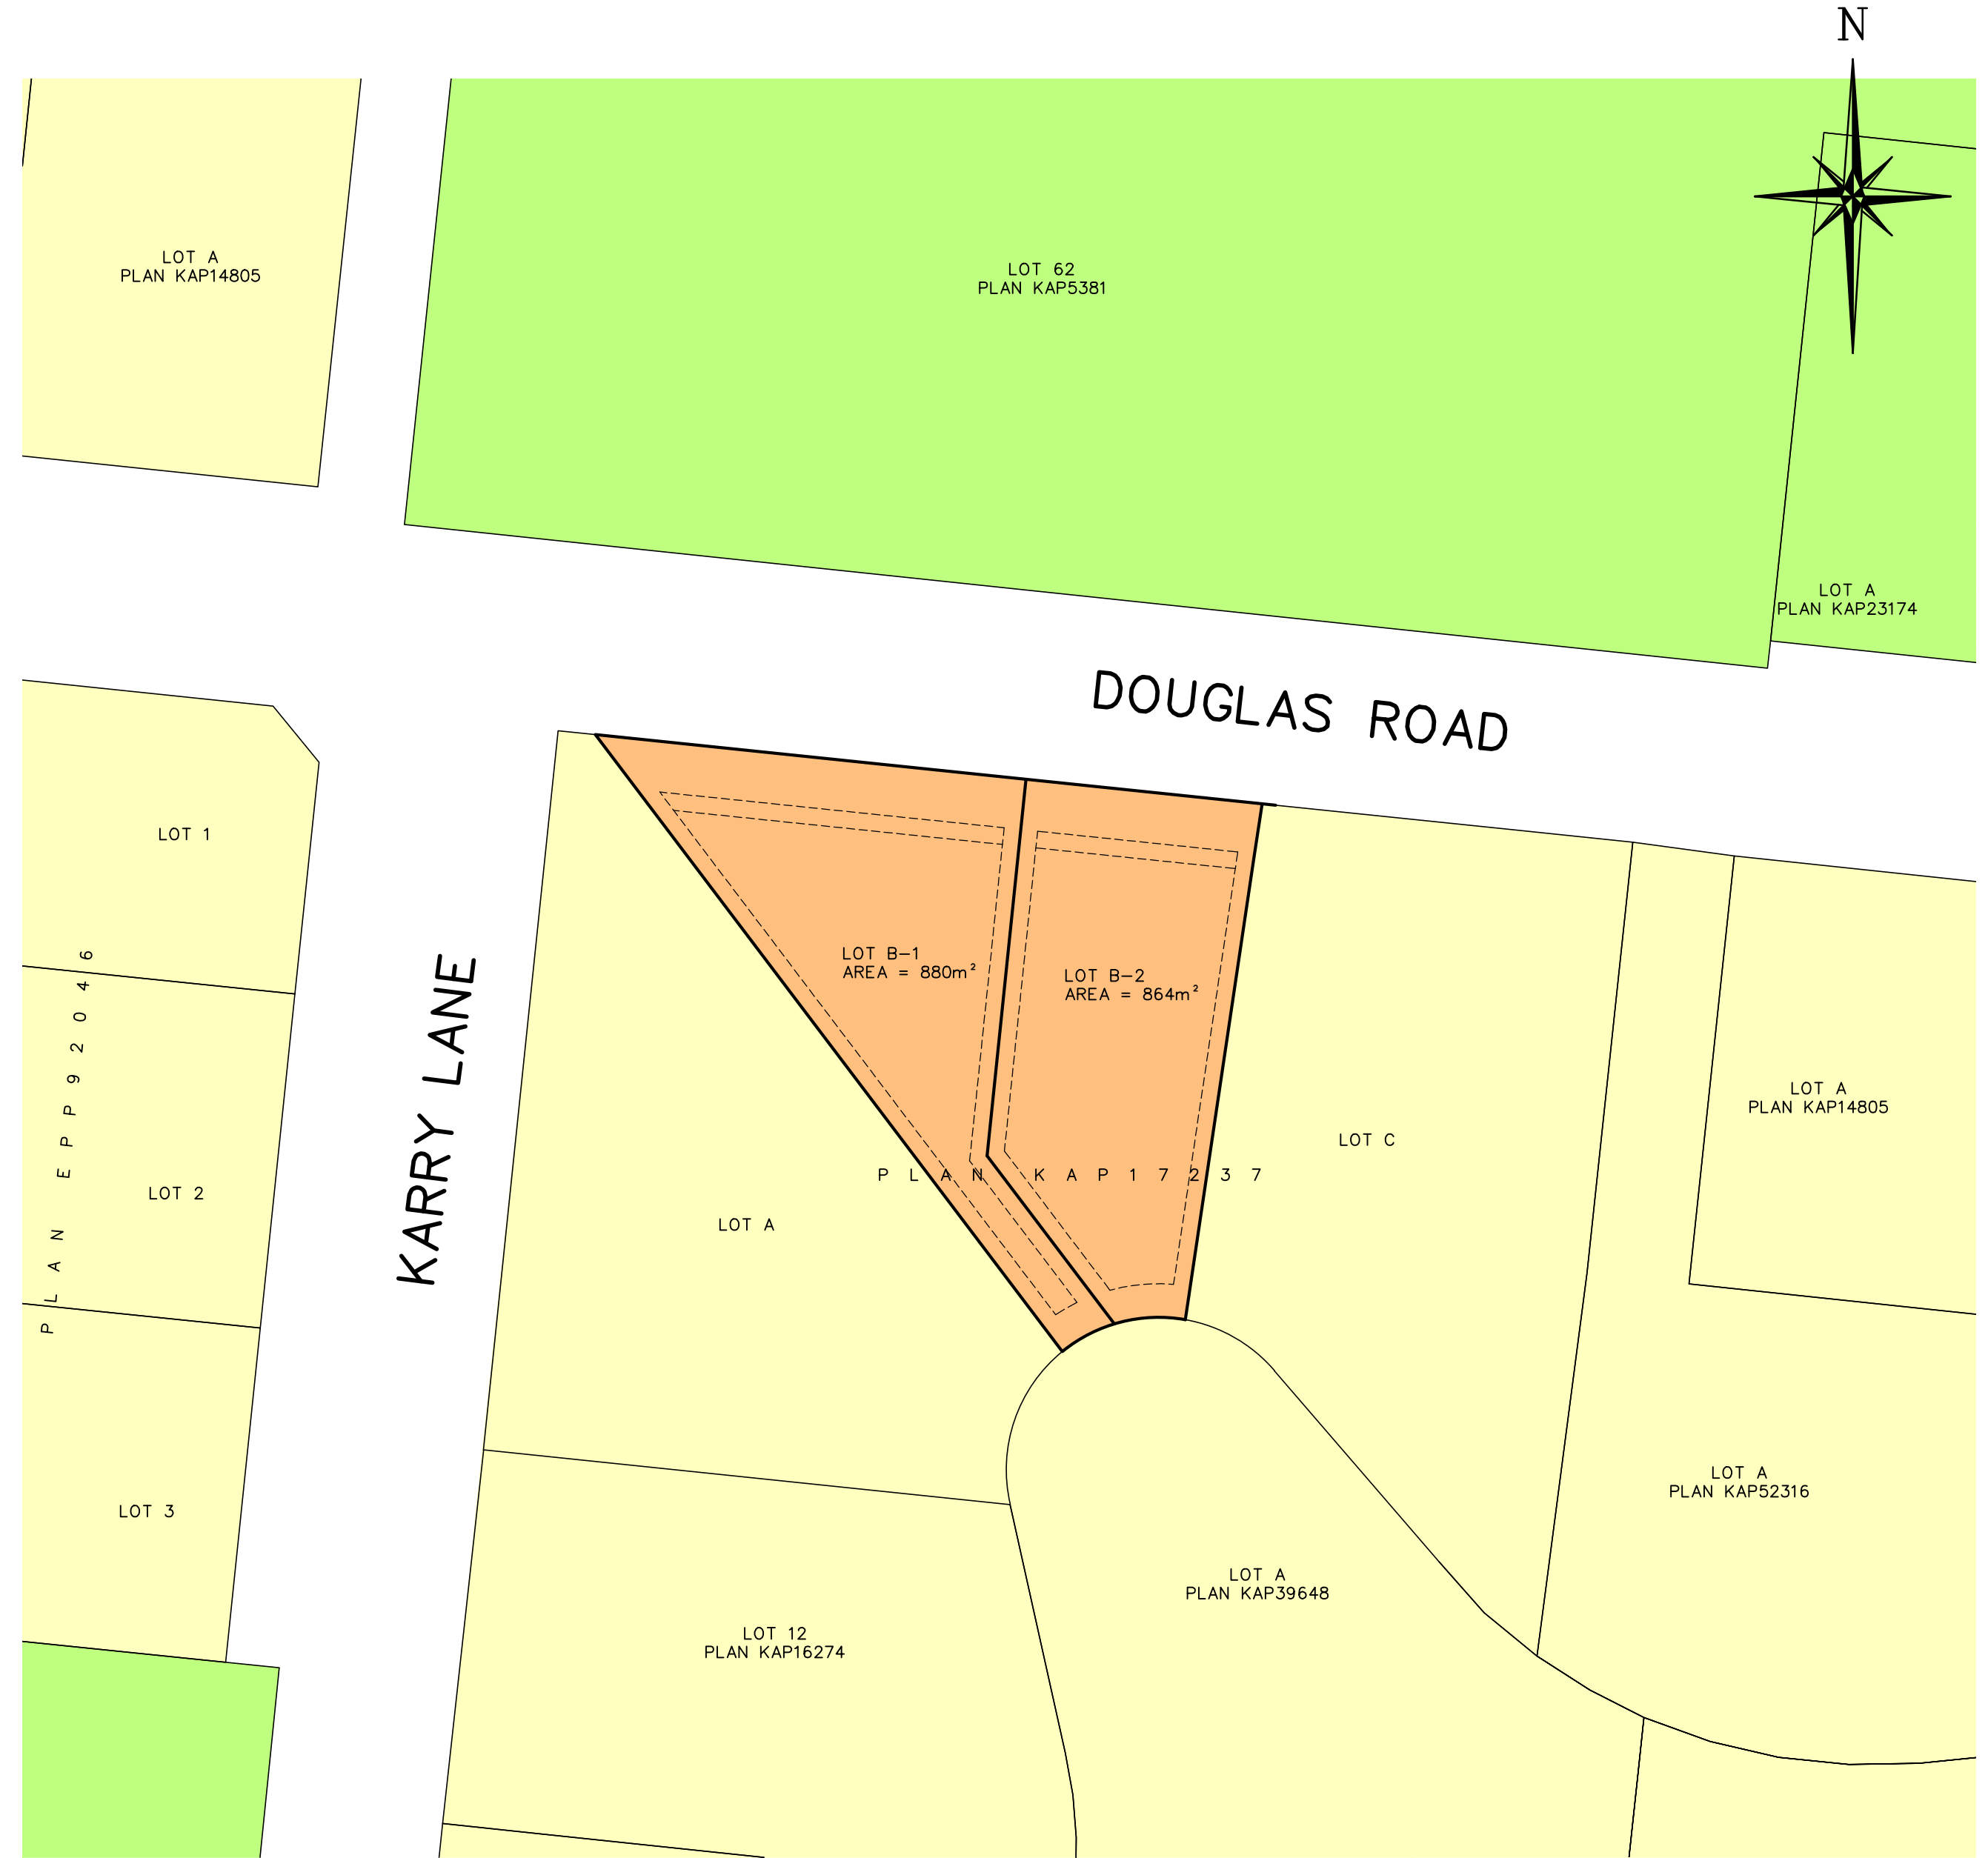 N
LOT A
PLAN KAP14805
LOT 62
PLAN KAP5381
LOT A
PLAN KAP23174
DOUGLAS ROAD
LOT 1
LOT B-1
AREA = 880m²
LOT B-2
AREA = 864m²
KARRY LANE
PLAN EPP92046
LOT A
PLAN KAP14805
LOT C
PLAN KAP17237
LOT 2
LOT A
LOT A
PLAN KAP52316
LOT 3
LOT A
PLAN KAP39648
LOT 12
PLAN KAP16274